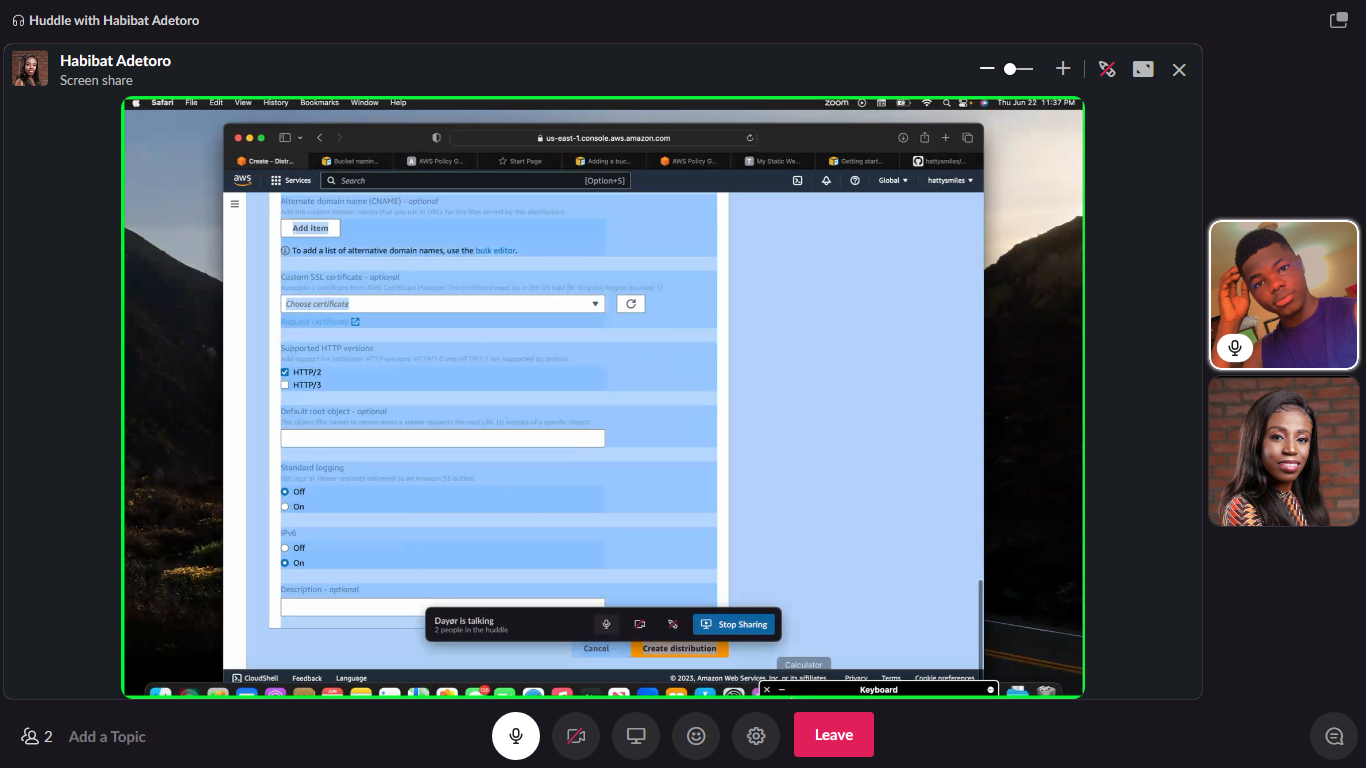 Huddle with Habibat Adetoro
Habibat Adetoro
Screen share
Safari File Edit View History Bookmarks Window Help
zoom
Thu Jun 22 11:37 PM
us-east-1.console.aws.amazon.com
Create - Distr...
Bucket namin...
AWS Policy G...
Start Page
Adding a buc...
AWS Policy G...
My Static We...
Getting start...
hattysmiles/...
aws
Services
Search
[Option+S]
Global
hattysmiles
Alternate domain name (CNAME) - optional
Add the custom domain names that you use in URLs for the files served by this distribution.
Add item
To add a list of alternative domain names, use the bulk editor.
Custom SSL certificate - optional
Associate a certificate from AWS Certificate Manager. The certificate must be in the US East (N. Virginia) Region (us-east-1).
Choose certificate
Request certificate
Supported HTTP versions
Add support for additional HTTP versions. HTTP/1.0 and HTTP/1.1 are supported by default.
HTTP/2
HTTP/3
Default root object - optional
The object (file name) to return when a viewer requests the root URL (/) instead of a specific object.
Standard logging
Get logs of viewer requests delivered to an Amazon S3 bucket.
Off
On
IPv6
Off
On
Description - optional
Dayør is talking
2 people in the huddle
Stop Sharing
Cancel
Create distribution
Calculator
CloudShell
Feedback
Language
© 2023, Amazon Web Services, Inc. or its affiliates.
Privacy
Terms
Cookie preferences
Keyboard
2
Add a Topic
Leave